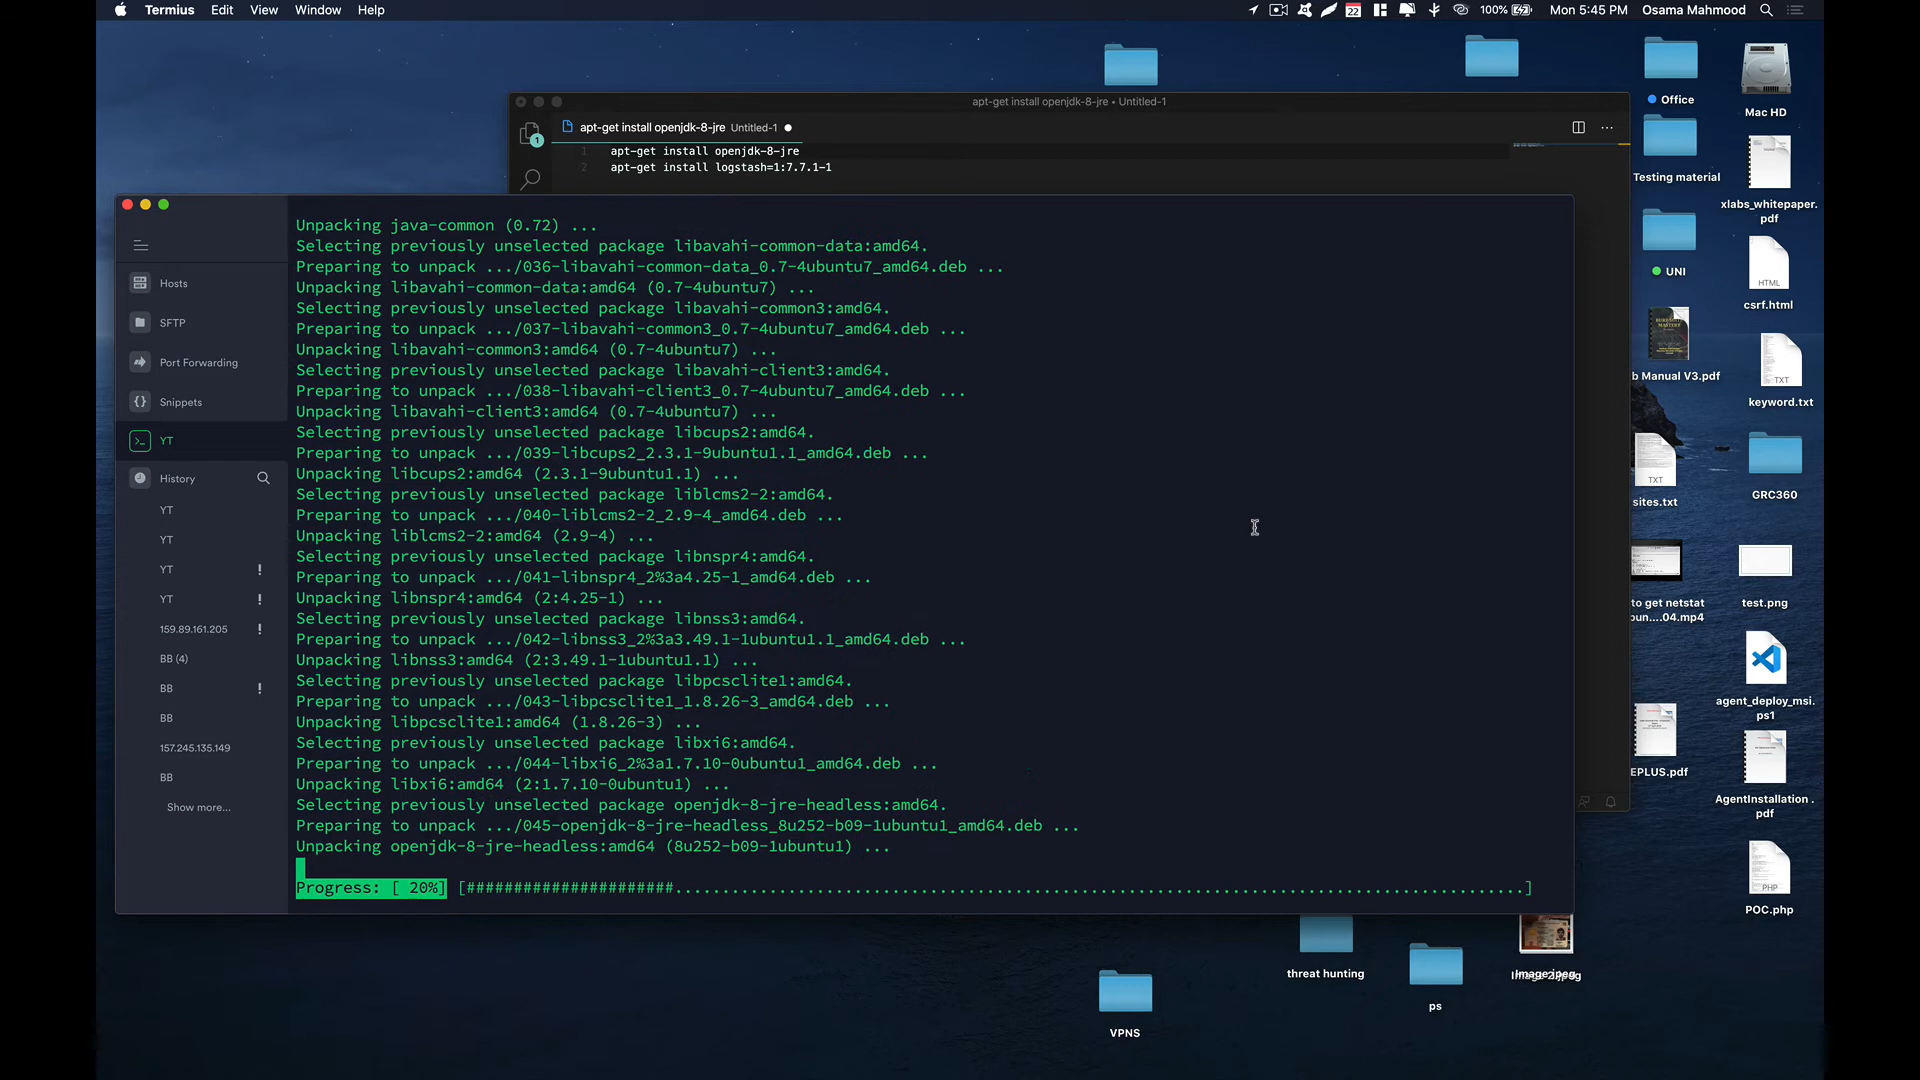 Termius Edit View Window Help
22 100% Mon 5:45 PM Osama Mahmood
apt-get install openjdk-8-jre • Untitled-1
apt-get install openjdk-8-jre Untitled-1
1
1 apt-get install openjdk-8-jre
2 apt-get install logstash=1:7.7.1-1
Hosts
SFTP
Port Forwarding
Snippets
YT
History
YT
YT
YT !
YT !
159.89.161.205 !
BB (4)
BB !
BB
157.245.135.149
BB
Show more...
Unpacking java-common (0.72) ...
Selecting previously unselected package libavahi-common-data:amd64.
Preparing to unpack .../036-libavahi-common-data_0.7-4ubuntu7_amd64.deb ...
Unpacking libavahi-common-data:amd64 (0.7-4ubuntu7) ...
Selecting previously unselected package libavahi-common3:amd64.
Preparing to unpack .../037-libavahi-common3_0.7-4ubuntu7_amd64.deb ...
Unpacking libavahi-common3:amd64 (0.7-4ubuntu7) ...
Selecting previously unselected package libavahi-client3:amd64.
Preparing to unpack .../038-libavahi-client3_0.7-4ubuntu7_amd64.deb ...
Unpacking libavahi-client3:amd64 (0.7-4ubuntu7) ...
Selecting previously unselected package libcups2:amd64.
Preparing to unpack .../039-libcups2_2.3.1-9ubuntu1.1_amd64.deb ...
Unpacking libcups2:amd64 (2.3.1-9ubuntu1.1) ...
Selecting previously unselected package liblcms2-2:amd64.
Preparing to unpack .../040-liblcms2-2_2.9-4_amd64.deb ...
Unpacking liblcms2-2:amd64 (2.9-4) ...
Selecting previously unselected package libnspr4:amd64.
Preparing to unpack .../041-libnspr4_2%3a4.25-1_amd64.deb ...
Unpacking libnspr4:amd64 (2:4.25-1) ...
Selecting previously unselected package libnss3:amd64.
Preparing to unpack .../042-libnss3_2%3a3.49.1-1ubuntu1.1_amd64.deb ...
Unpacking libnss3:amd64 (2:3.49.1-1ubuntu1.1) ...
Selecting previously unselected package libpcsclite1:amd64.
Preparing to unpack .../043-libpcsclite1_1.8.26-3_amd64.deb ...
Unpacking libpcsclite1:amd64 (1.8.26-3) ...
Selecting previously unselected package libxi6:amd64.
Preparing to unpack .../044-libxi6_2%3a1.7.10-0ubuntu1_amd64.deb ...
Unpacking libxi6:amd64 (2:1.7.10-0ubuntu1) ...
Selecting previously unselected package openjdk-8-jre-headless:amd64.
Preparing to unpack .../045-openjdk-8-jre-headless_8u252-b09-1ubuntu1_amd64.deb ...
Unpacking openjdk-8-jre-headless:amd64 (8u252-b09-1ubuntu1) ...
Progress: [ 20%] [######################..........................................................................................]
Office
Mac HD
Testing material
xlabs_whitepaper.
pdf
UNI
HTML
csrf.html
b Manual V3.pdf
TXT
keyword.txt
TXT
sites.txt
GRC360
to get netstat
bun....04.mp4
test.png
agent_deploy_msi.
ps1
EPLUS.pdf
AgentInstallation .
pdf
PHP
POC.php
threat hunting
ps
VPNS